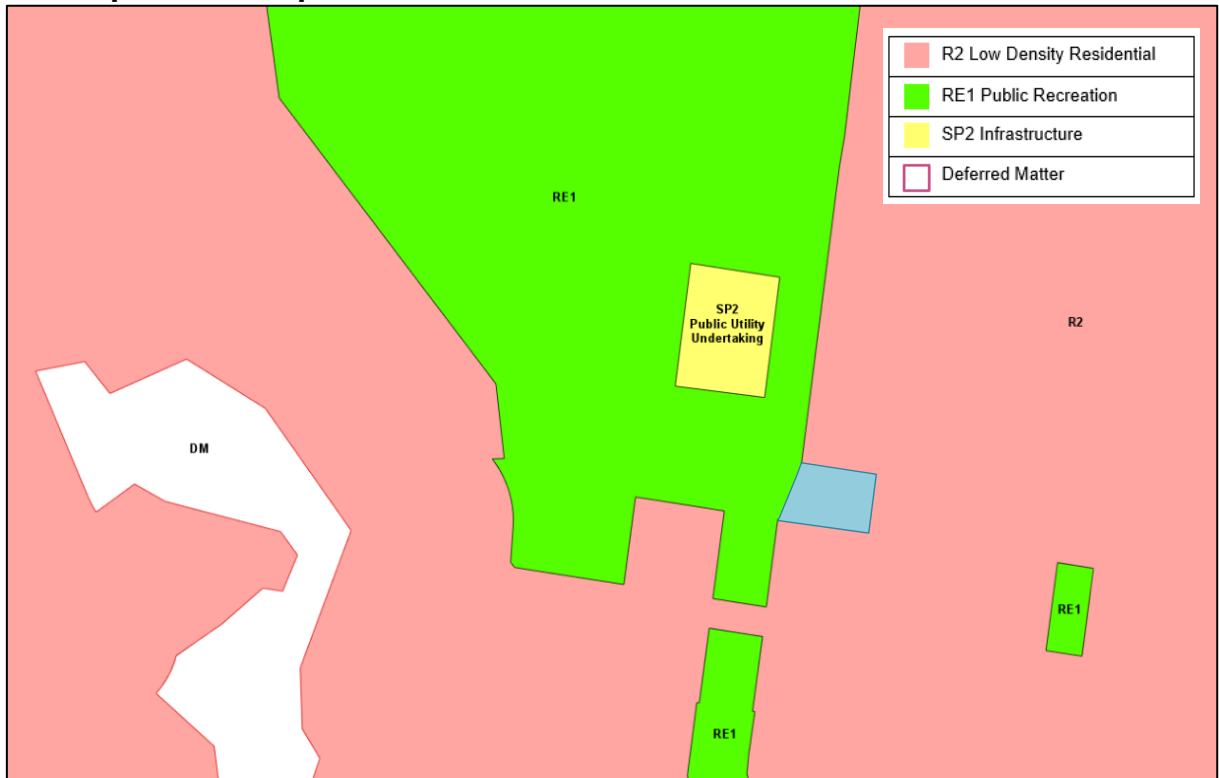 R2 Low Density Residential
RE1 Public Recreation
SP2 Infrastructure
Deferred Matter
RE1
SP2
Public Utility
Undertaking
R2
DM
RE1
RE1